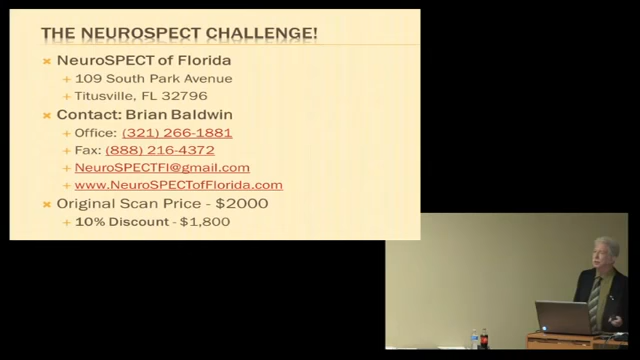 THE NEUROSPECT CHALLENGE!
NeuroSPECT of Florida
109 South Park Avenue
Titusville, FL 32796
Contact: Brian Baldwin
Office: (321) 266-1881
Fax: (888) 216-4372
NeuroSPECTFl@gmail.com
www.NeuroSPECTofFlorida.com
Original Scan Price - $2000
10% Discount - $1,800